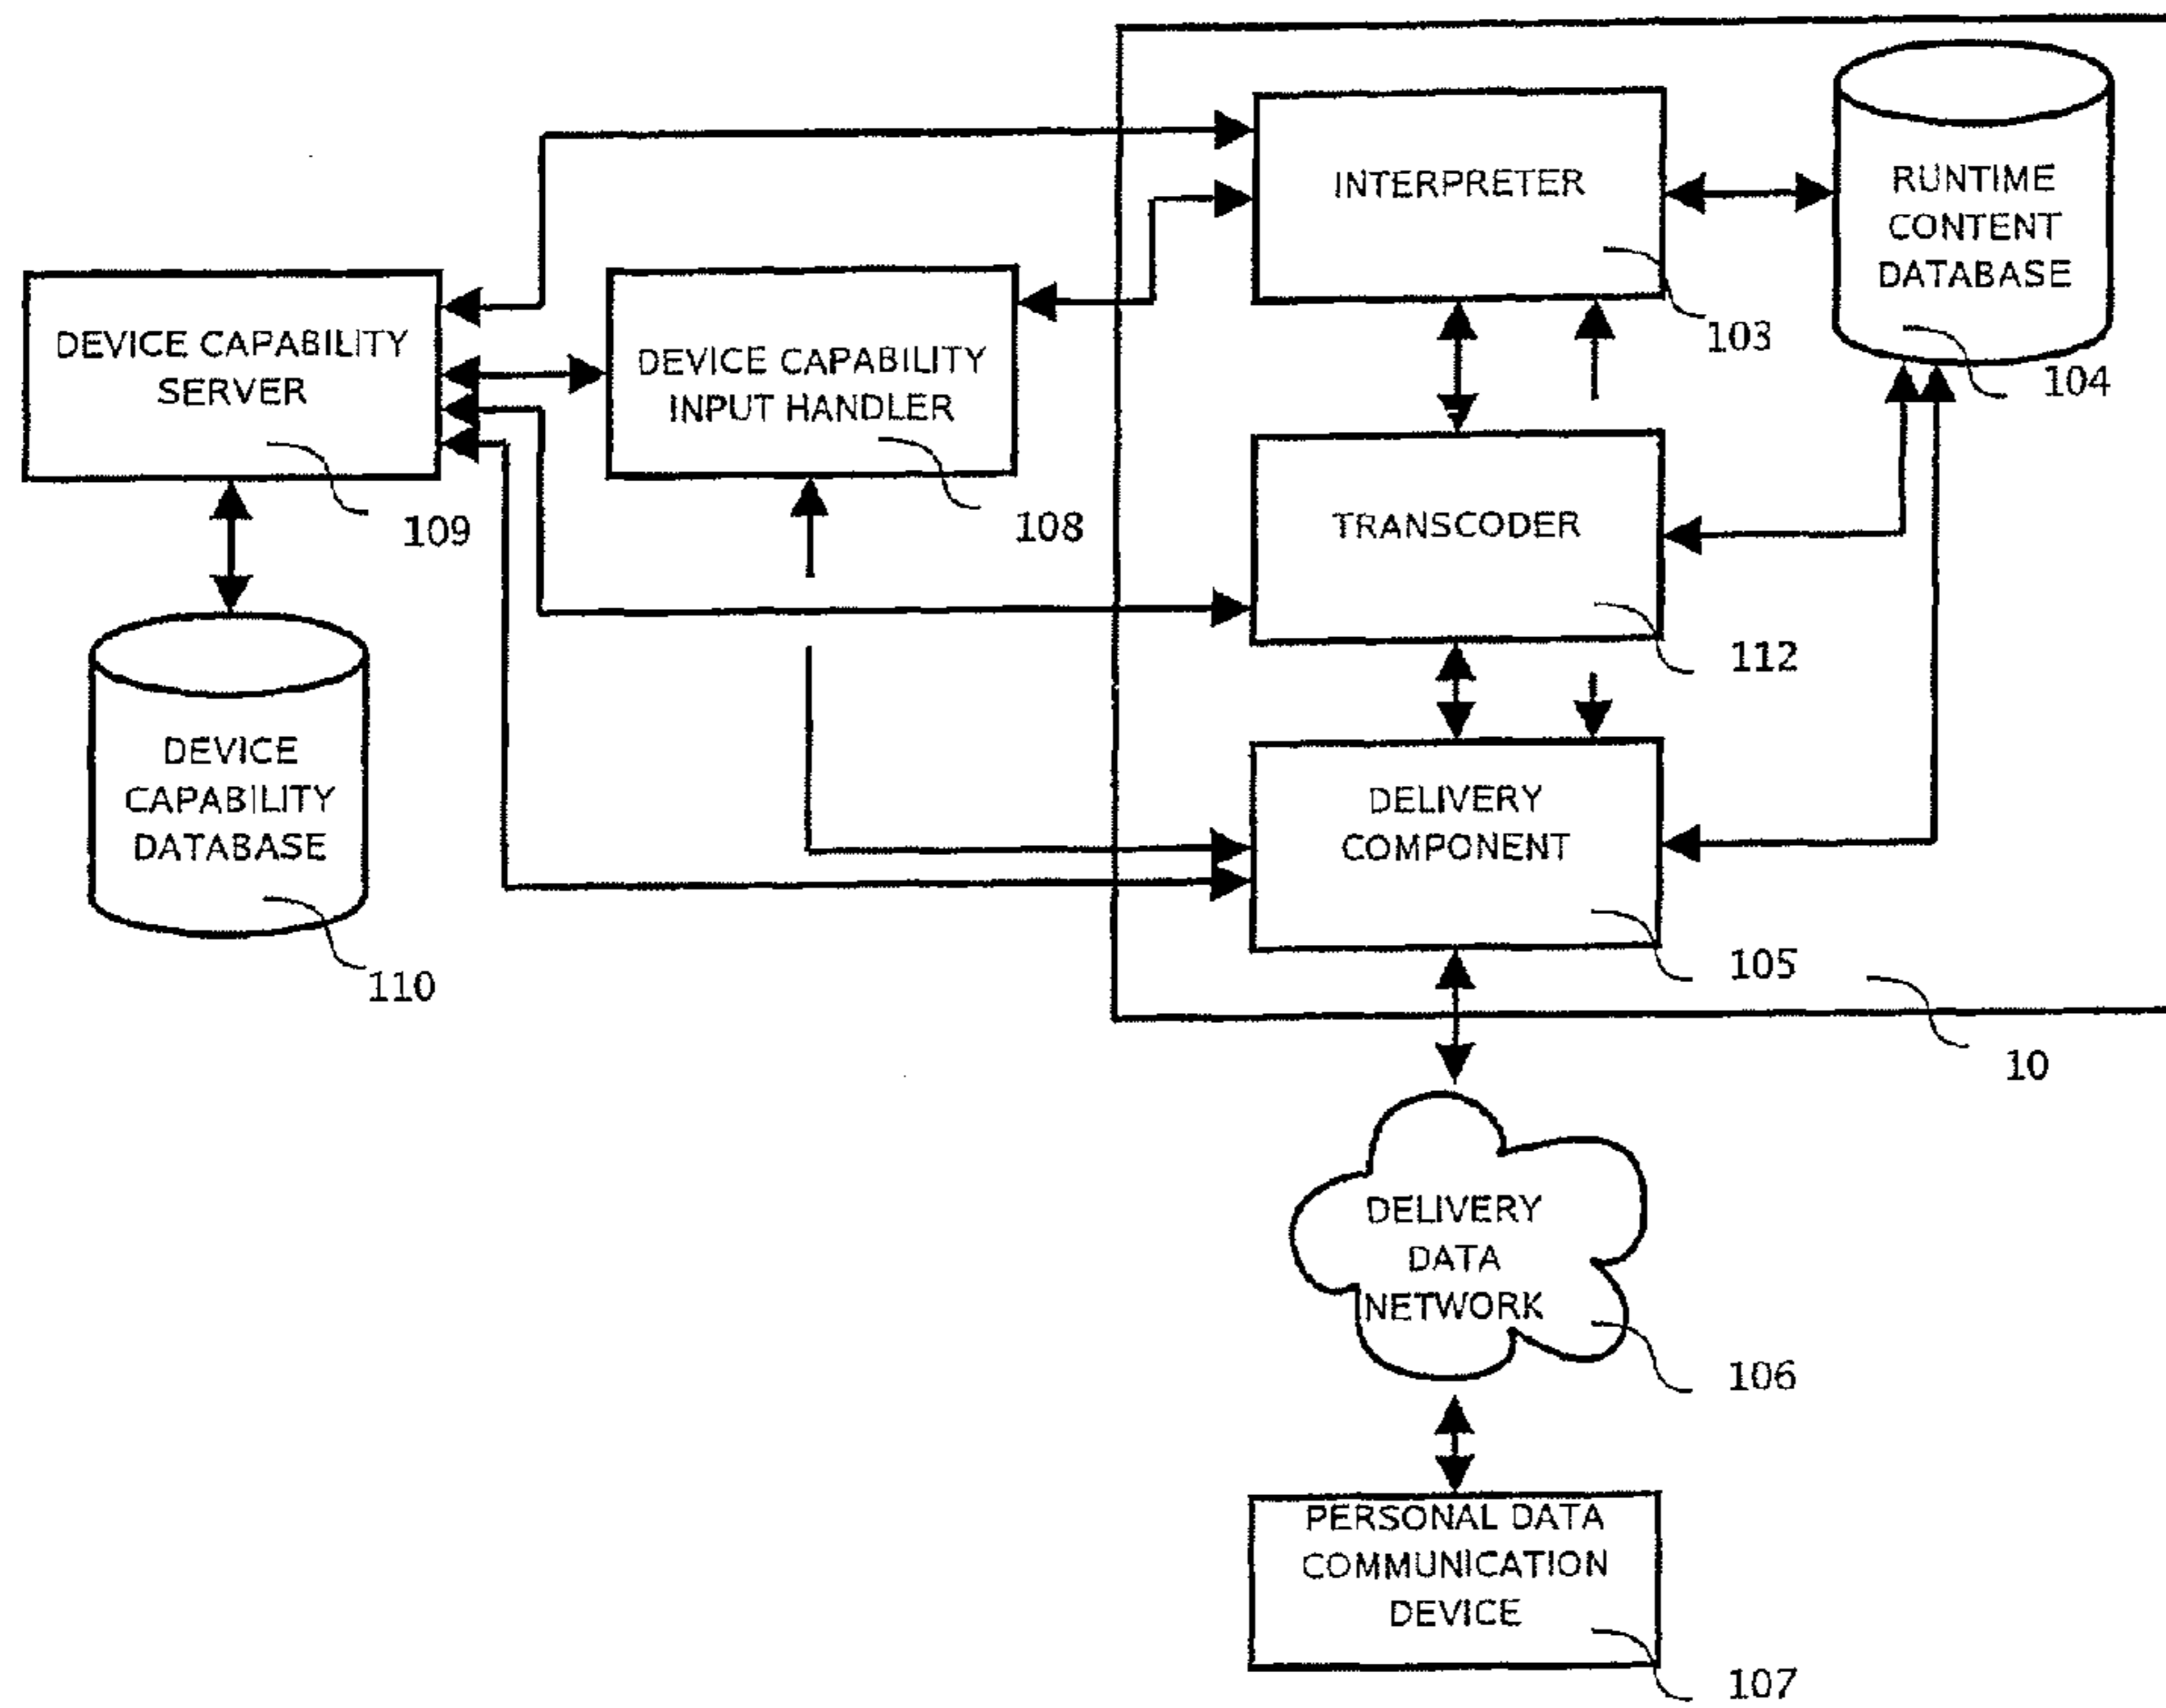 INTERPRETER
103
RUNTIME
CONTENT
DATABASE
104
DEVICE CAPABILITY
SERVER
109
DEVICE CAPABILITY
INPUT HANDLER
108
TRANSCODER
112
DEVICE
CAPABILITY
DATABASE
110
DELIVERY
COMPONENT
105
10
DELIVERY
DATA
NETWORK
106
PERSONAL DATA
COMMUNICATION
DEVICE
107